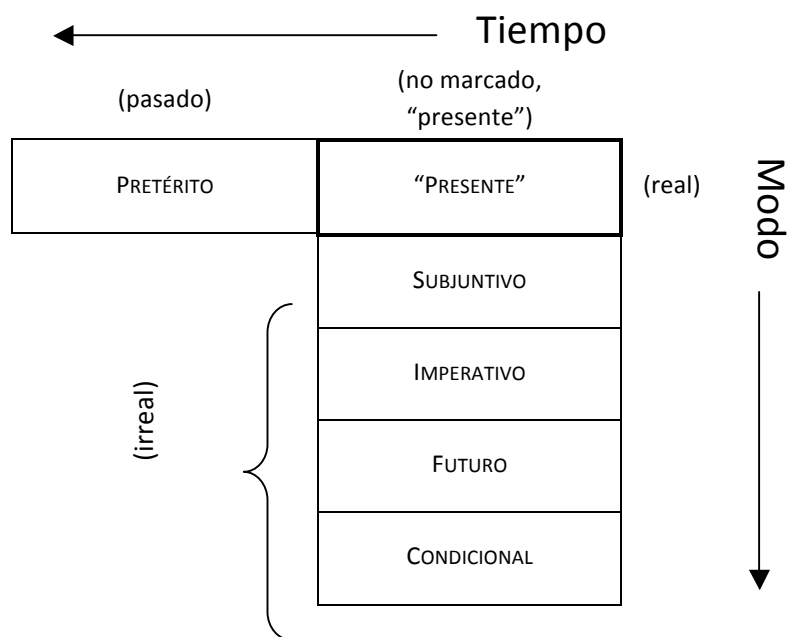 Tiempo
(pasado)
(no marcado,
“presente”)
PRETÉRITO
“PRESENTE”
(real)
Modo
SUBJUNTIVO
IMPERATIVO
(irreal)
FUTURO
CONDICIONAL